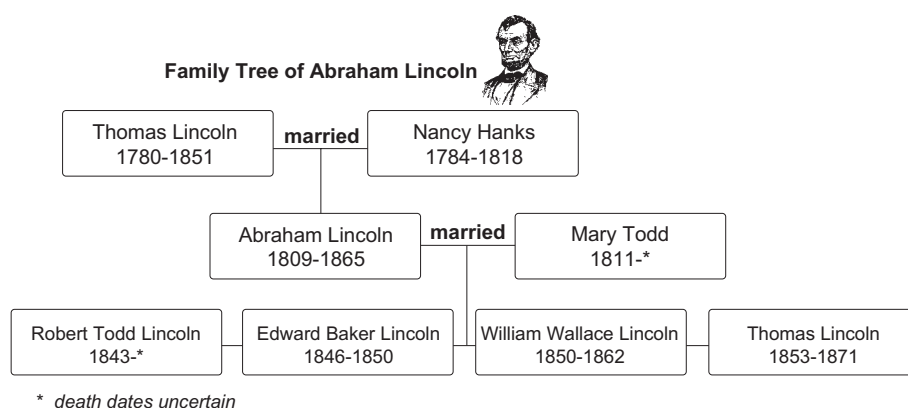 Family Tree of Abraham Lincoln
Thomas Lincoln
1780-1851
married
Nancy Hanks
1784-1818
Abraham Lincoln
1809-1865
married
Mary Todd
1811-*
Robert Todd Lincoln
1843-*
Edward Baker Lincoln
1846-1850
William Wallace Lincoln
1850-1862
Thomas Lincoln
1853-1871
* death dates uncertain